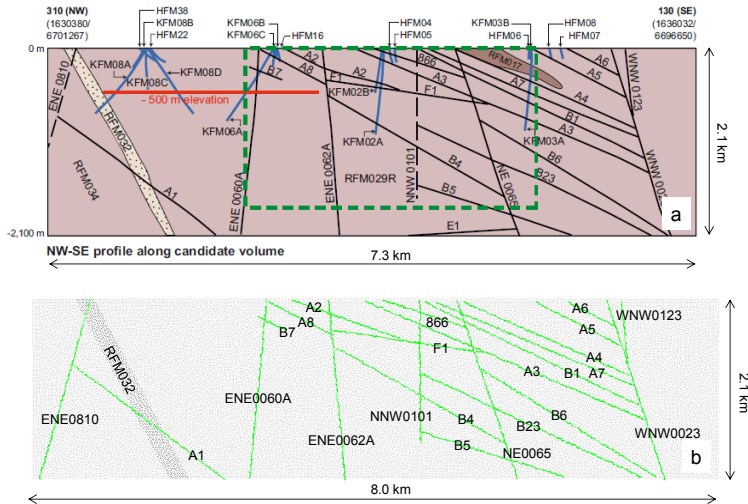 310 (NW)
(1630380/
6701267)
HFM38
KFM08B
HFM22
KFM06B
KFM06C
HFM16
HFM04
HFM05
KFM03B
HFM06
HFM08
HFM07
130 (SE)
(1636032/
6696650)
0 m
ENE 0810
KFM08A
KFM08C
KFM08D
B7
A8
A2
F1
KFM02B
866
A3
F1
RFM017
A7
A6
A5
A4
WNW 0123
- 500 m elevation
RFM032
KFM06A
KFM02A
KFM03A
B1
A3
B6
B23
B4
B5
RFM034
A1
ENE 0060A
ENE 0062A
RFM029R
NNW 0101
NE 0065
E1
a
2.1 km
-2,100 m
NW-SE profile along candidate volume
7.3 km
A2
A8
B7
866
F1
A6
A5
WNW0123
RFM032
A4
A3
B1
A7
ENE0810
ENE0060A
NNW0101
B4
B23
B6
ENE0062A
B5
NE0065
WNW0023
A1
b
2.1 km
8.0 km